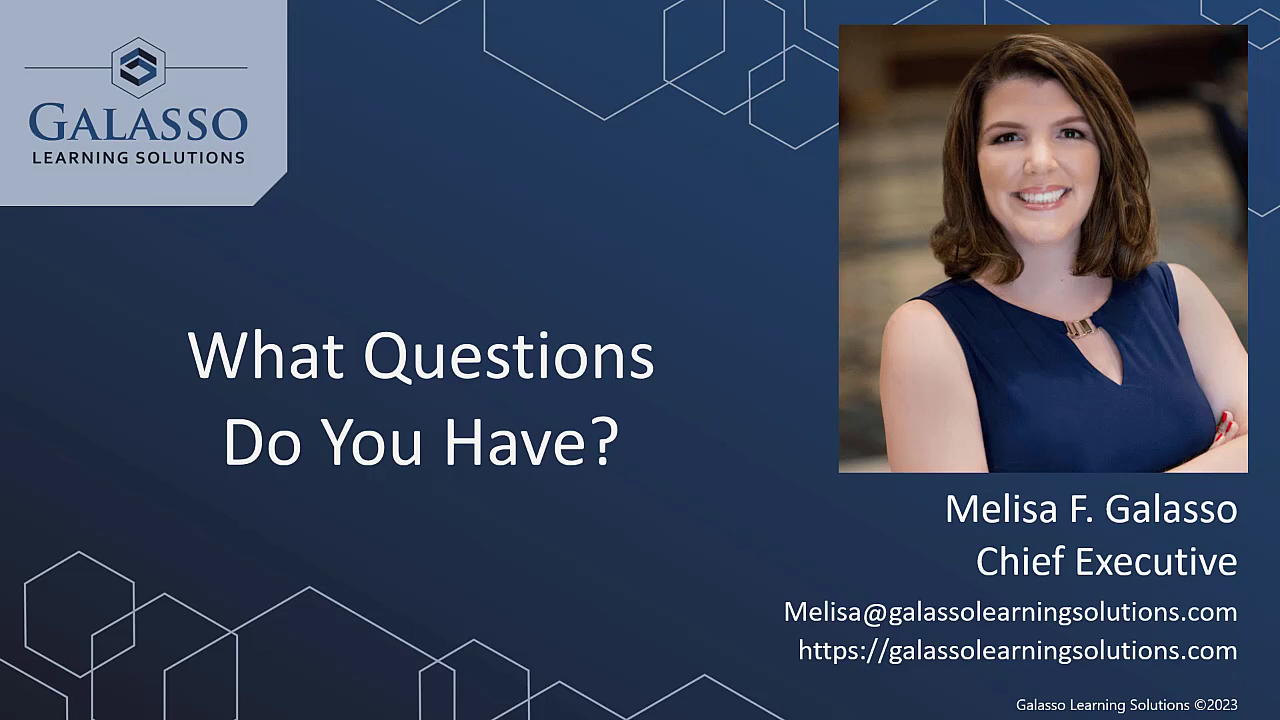 GALASSO
LEARNING SOLUTIONS
What Questions
Do You Have?
Melisa F. Galasso
Chief Executive
Melisa@galassolearningsolutions.com
https://galassolearningsolutions.com
Galasso Learning Solutions ©2023